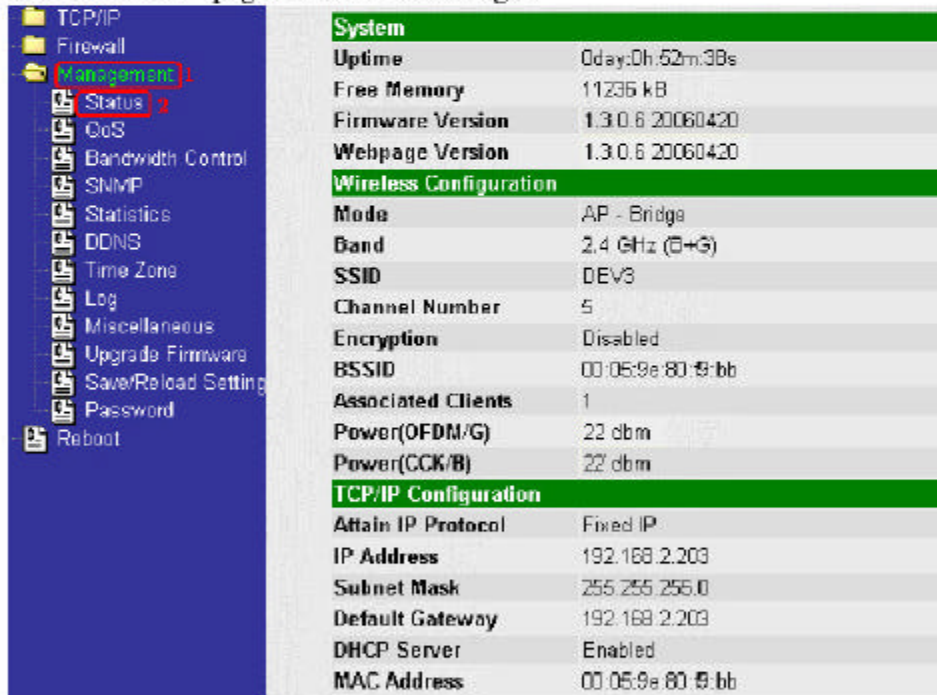 TCP/IP
Firewall
Management 1
Status 2
QoS
Bandwidth Control
SNMP
Statistics
DDNS
Time Zone
Log
Miscellaneous
Upgrade Firmware
Save/Reload Setting
Password
Reboot
System
Uptime 0day:0h:52m:38s
Free Memory 11236 kB
Firmware Version 1.3.0.6 20060420
Webpage Version 1.3.0.6 20060420
Wireless Configuration
Mode AP - Bridge
Band 2.4 GHz (B+G)
SSID DEV3
Channel Number 5
Encryption Disabled
BSSID 00:05:9e:80:f9:bb
Associated Clients 1
Power(OFDM/G) 22 dbm
Power(CCK/B) 22 dbm
TCP/IP Configuration
Attain IP Protocol Fixed IP
IP Address 192.168.2.203
Subnet Mask 255.255.255.0
Default Gateway 192.168.2.203
DHCP Server Enabled
MAC Address 00:05:9e:80:f9:bb